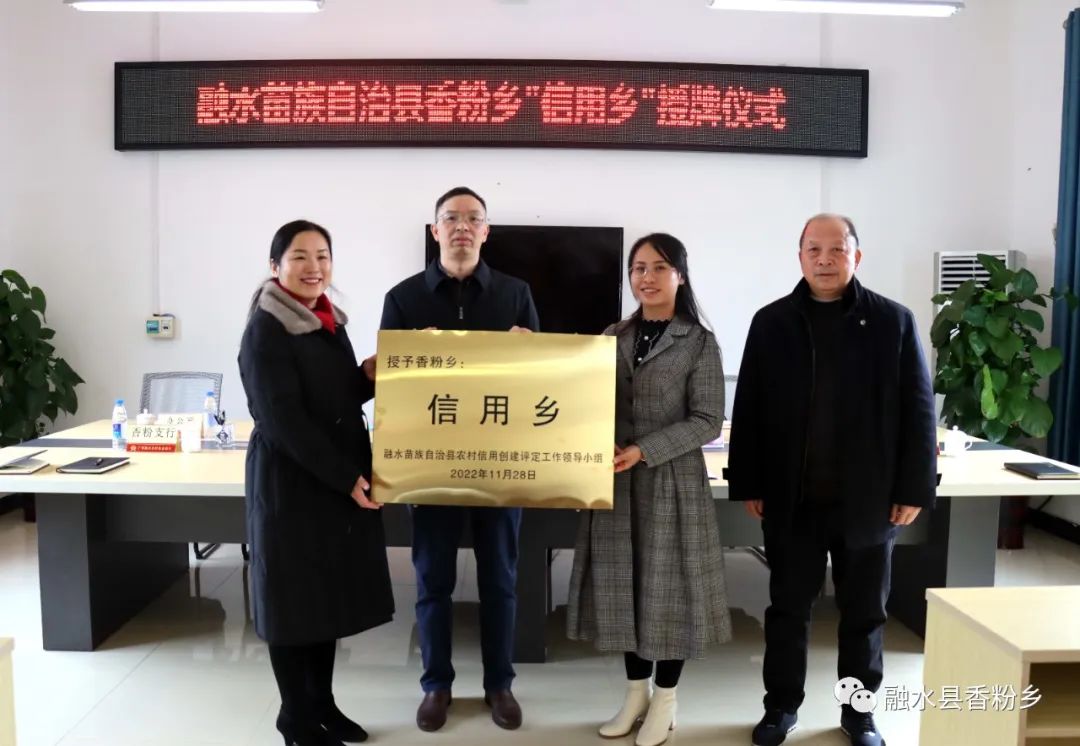 融水苗族自治县香粉乡"信用乡"授牌仪式
授予香粉乡：
信用乡
融水苗族自治县农村信用创建评定工作领导小组
2022年11月28日
香粉支行
办公室
融水县香粉乡